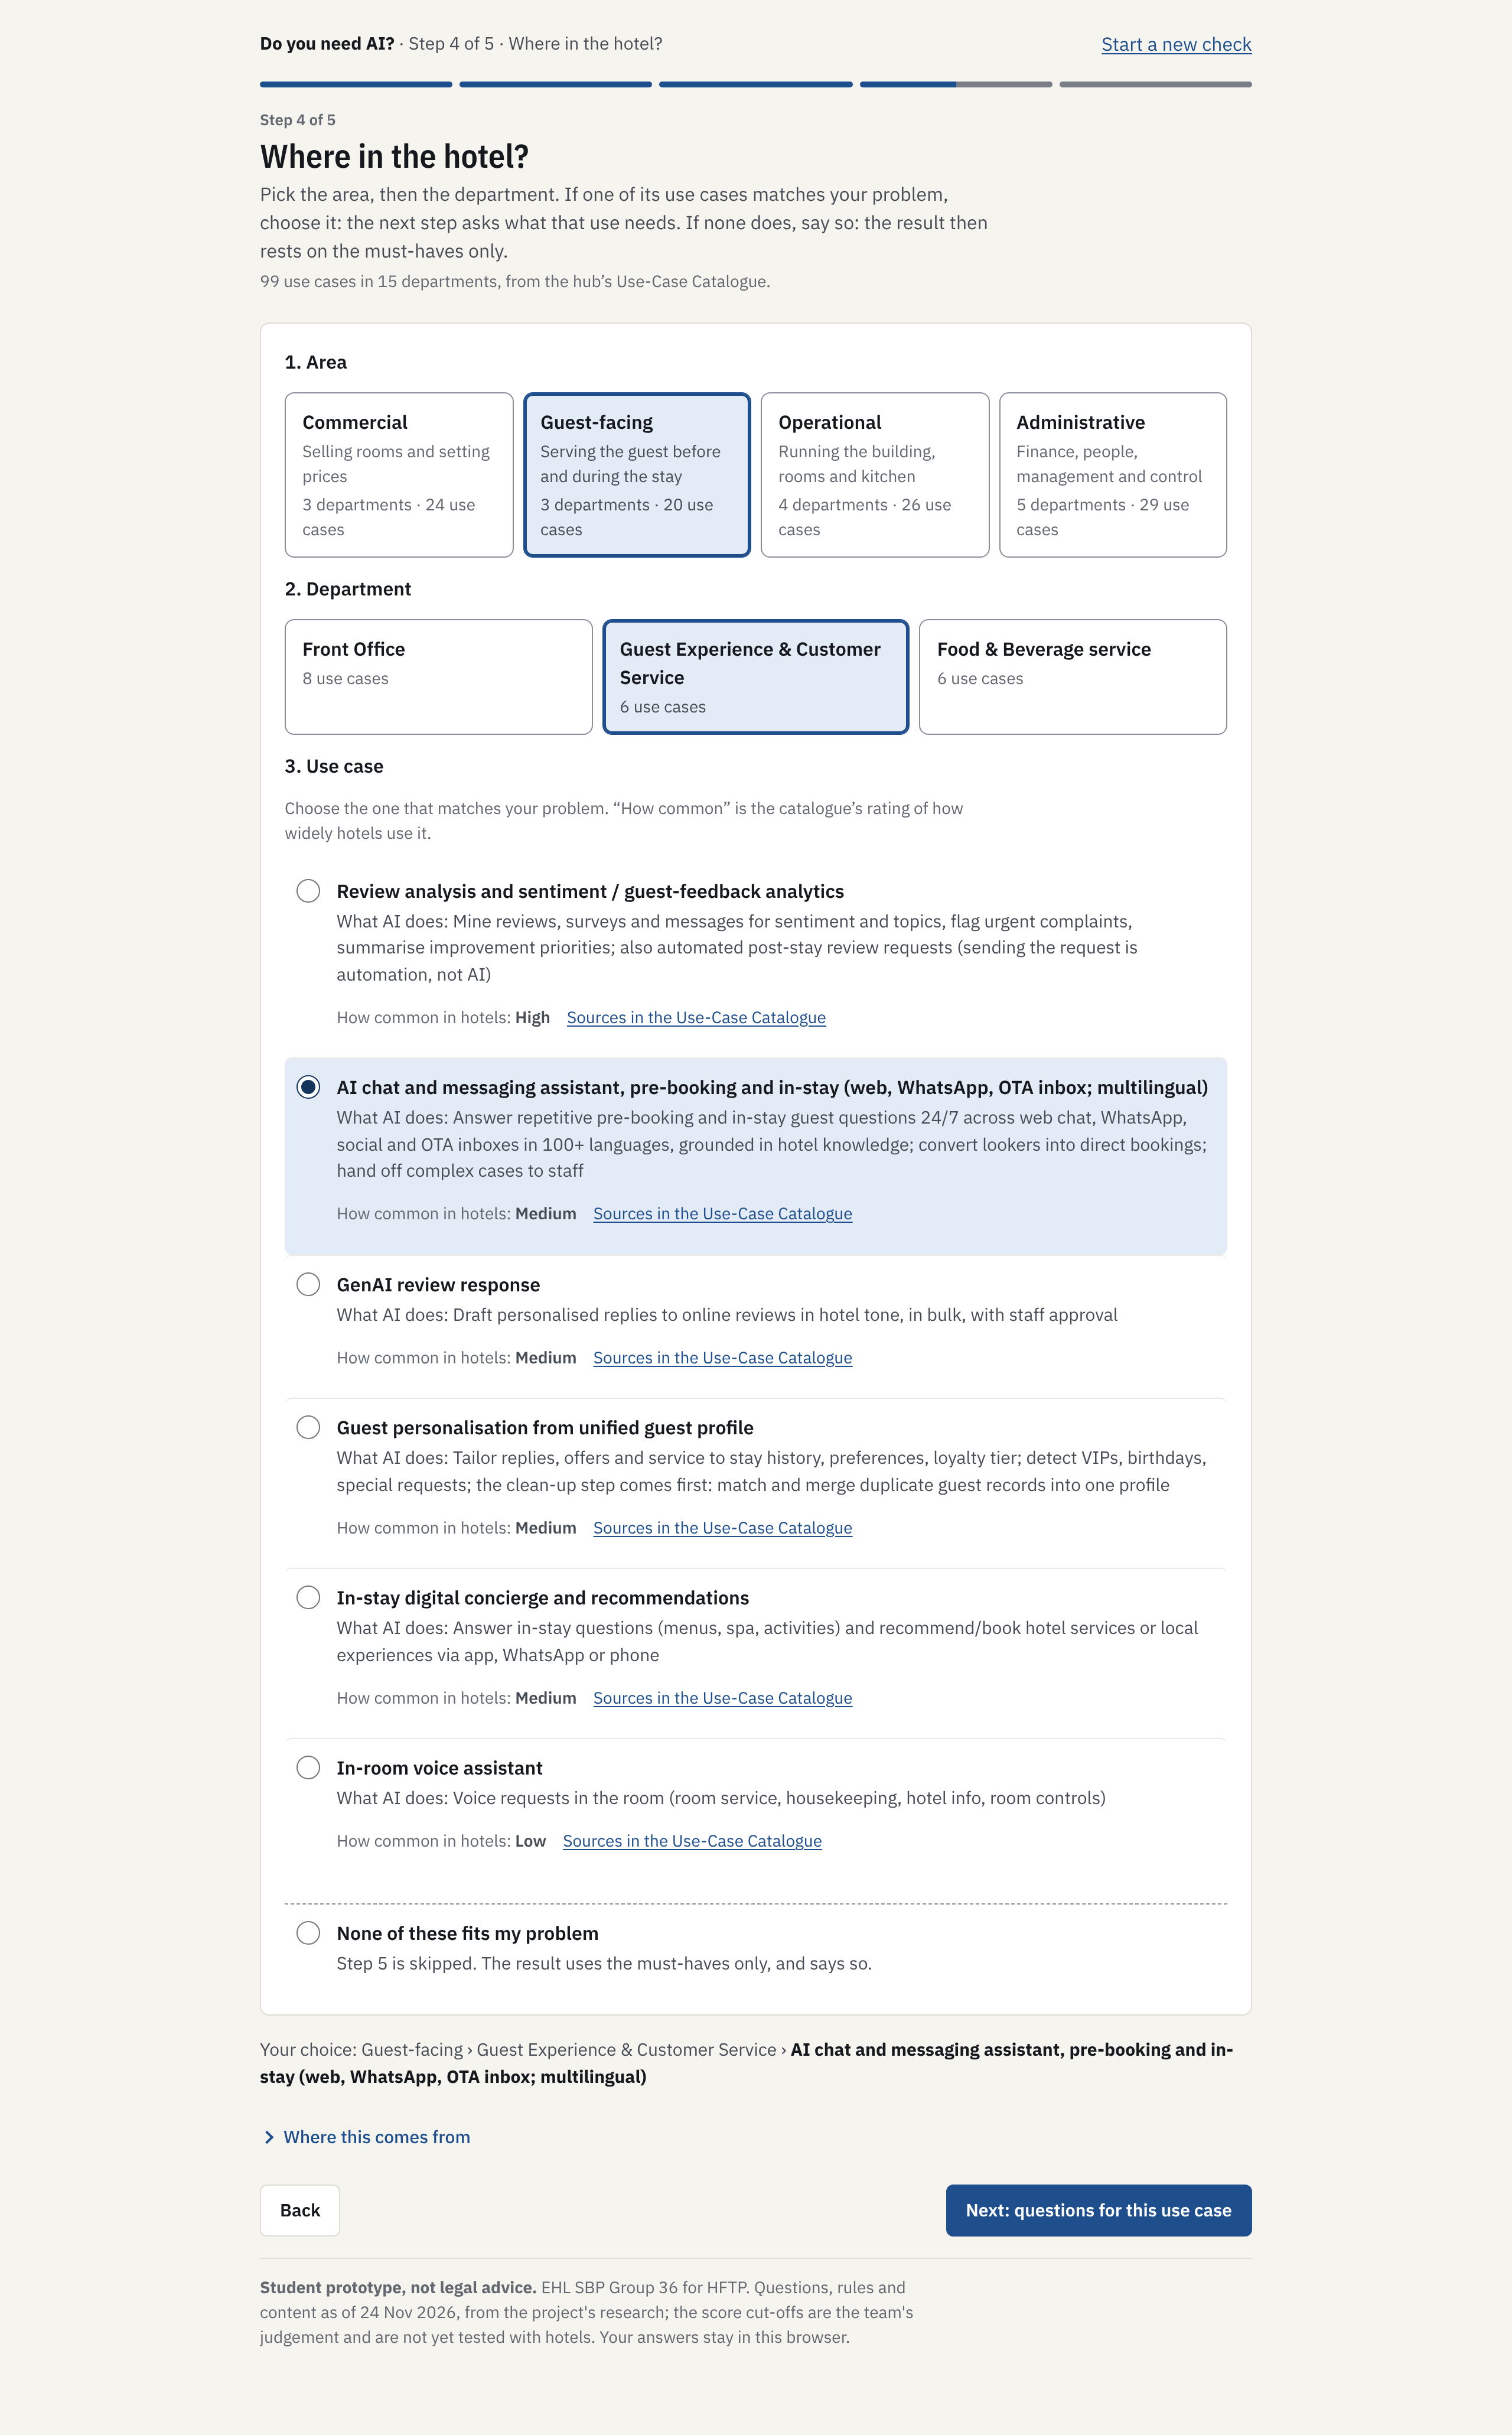 Do you need AI? · Step 4 of 5 · Where in the hotel?
Start a new check
Step 4 of 5
Where in the hotel?
Pick the area, then the department. If one of its use cases matches your problem,
choose it: the next step asks what that use needs. If none does, say so: the result then
rests on the must-haves only.
99 use cases in 15 departments, from the hub’s Use-Case Catalogue.
1. Area
Commercial
Selling rooms and setting
prices
3 departments · 24 use
cases
Guest-facing
Serving the guest before
and during the stay
3 departments · 20 use
cases
Operational
Running the building,
rooms and kitchen
4 departments · 26 use
cases
Administrative
Finance, people,
management and control
5 departments · 29 use
cases
2. Department
Front Office
8 use cases
Guest Experience & Customer
Service
6 use cases
Food & Beverage service
6 use cases
3. Use case
Choose the one that matches your problem. “How common” is the catalogue’s rating of how
widely hotels use it.
Review analysis and sentiment / guest-feedback analytics
What AI does: Mine reviews, surveys and messages for sentiment and topics, flag urgent complaints,
summarise improvement priorities; also automated post-stay review requests (sending the request is
automation, not AI)
How common in hotels: High Sources in the Use-Case Catalogue
AI chat and messaging assistant, pre-booking and in-stay (web, WhatsApp, OTA inbox; multilingual)
What AI does: Answer repetitive pre-booking and in-stay guest questions 24/7 across web chat, WhatsApp,
social and OTA inboxes in 100+ languages, grounded in hotel knowledge; convert lookers into direct bookings;
hand off complex cases to staff
How common in hotels: Medium Sources in the Use-Case Catalogue
GenAI review response
What AI does: Draft personalised replies to online reviews in hotel tone, in bulk, with staff approval
How common in hotels: Medium Sources in the Use-Case Catalogue
Guest personalisation from unified guest profile
What AI does: Tailor replies, offers and service to stay history, preferences, loyalty tier; detect VIPs, birthdays,
special requests; the clean-up step comes first: match and merge duplicate guest records into one profile
How common in hotels: Medium Sources in the Use-Case Catalogue
In-stay digital concierge and recommendations
What AI does: Answer in-stay questions (menus, spa, activities) and recommend/book hotel services or local
experiences via app, WhatsApp or phone
How common in hotels: Medium Sources in the Use-Case Catalogue
In-room voice assistant
What AI does: Voice requests in the room (room service, housekeeping, hotel info, room controls)
How common in hotels: Low Sources in the Use-Case Catalogue
None of these fits my problem
Step 5 is skipped. The result uses the must-haves only, and says so.
Your choice: Guest-facing › Guest Experience & Customer Service › AI chat and messaging assistant, pre-booking and in-
stay (web, WhatsApp, OTA inbox; multilingual)
Where this comes from
Back
Next: questions for this use case
Student prototype, not legal advice. EHL SBP Group 36 for HFTP. Questions, rules and
content as of 24 Nov 2026, from the project's research; the score cut-offs are the team's
judgement and are not yet tested with hotels. Your answers stay in this browser.